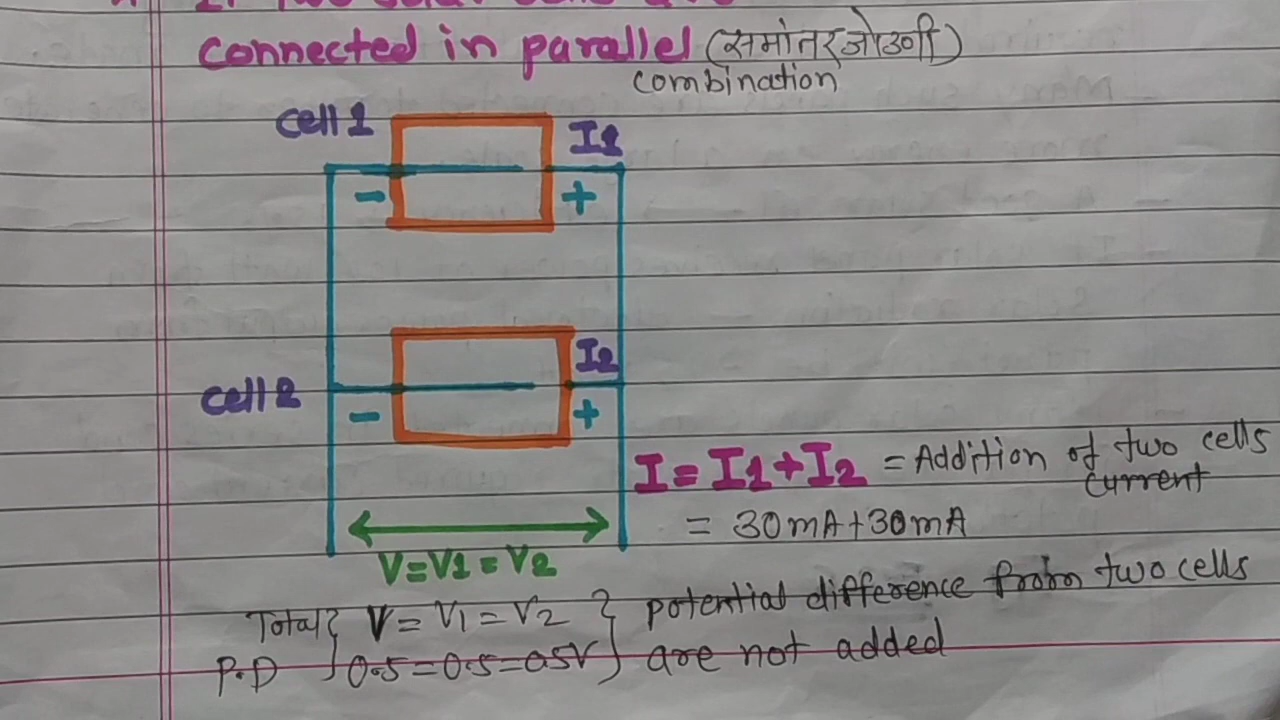 connected in parallel (समांतर जोडणी)
combination
cell 1
I1
- +
I2
cell 2
- +
I = I1 + I2 = Addition of two cells
current
= 30mA + 30mA
V = V1 = V2
Total } V = V1 = V2 } potential difference from two cells
P.D } 0.5 = 0.5 = 0.5V } are not added